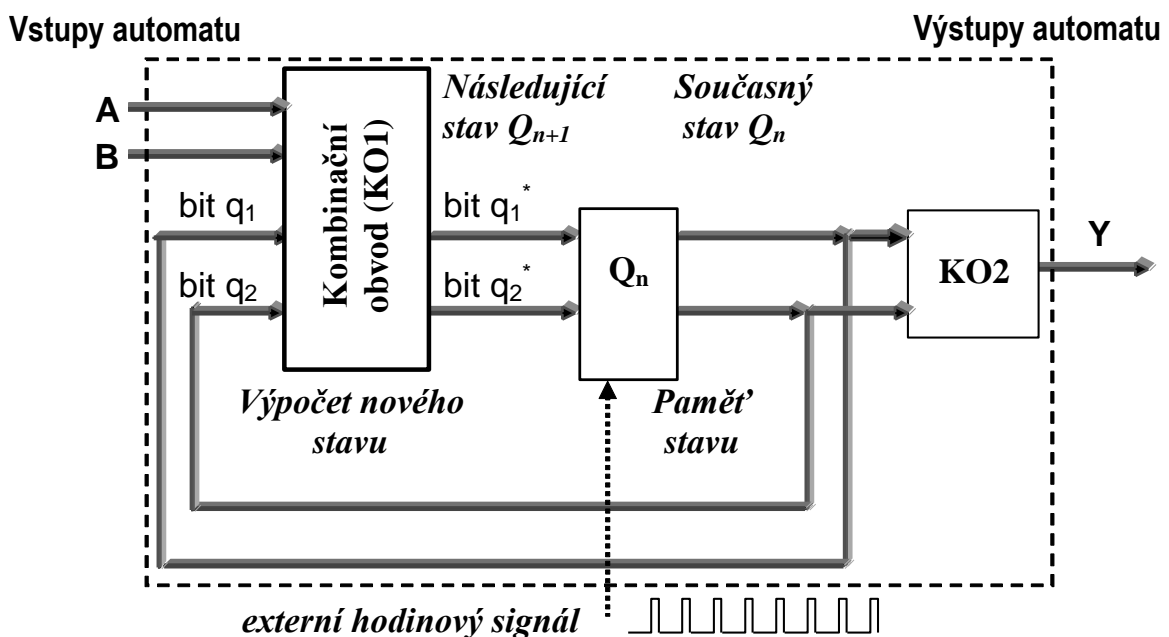 Vstupy automatu
Výstupy automatu
A
B
Kombinační
obvod (KO1)
Následující
stav Qn+1
Současný
stav Qn
bit q1
bit q2
bit q1*
bit q2*
Qn
KO2
Y
Výpočet nového
stavu
Paměť
stavu
externí hodinový signál